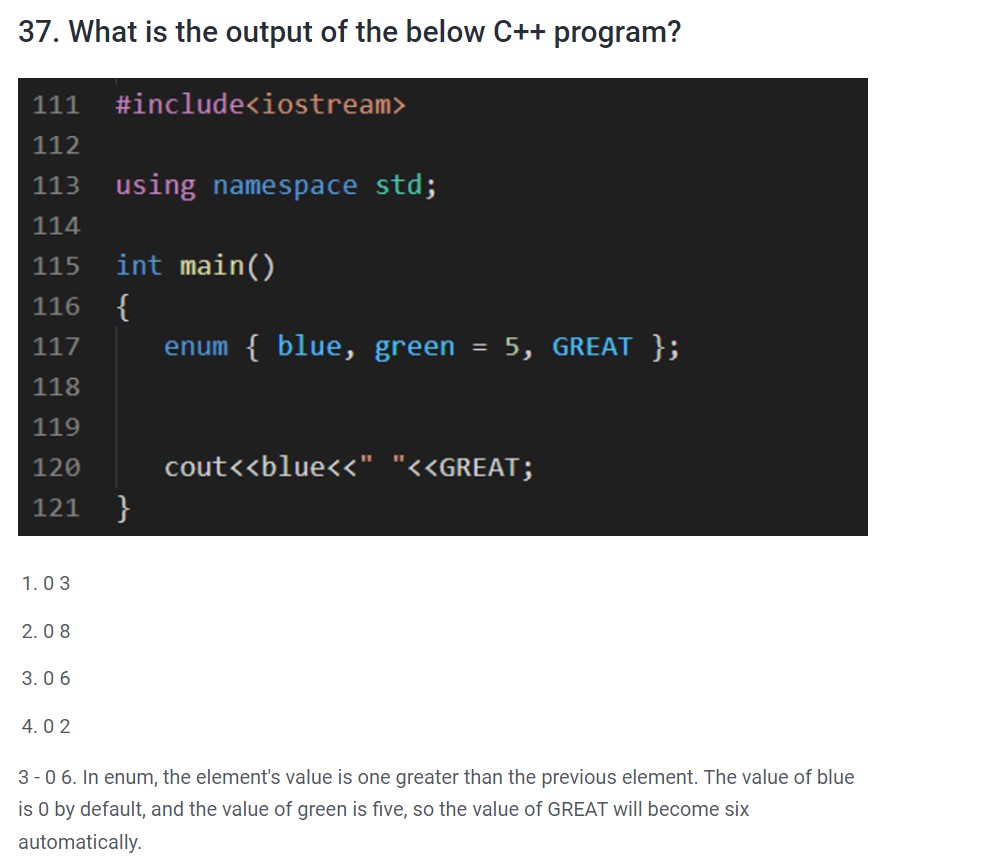 37. What is the output of the below C++ program?
111 #include<iostream>
112
113 using namespace std;
114
115 int main()
116 {
117 enum { blue, green = 5, GREAT };
118
119
120 cout<<blue<<" "<<GREAT;
121 }
1. 0 3
2. 0 8
3. 0 6
4. 0 2
3 - 0 6. In enum, the element's value is one greater than the previous element. The value of blue
is 0 by default, and the value of green is five, so the value of GREAT will become six
automatically.